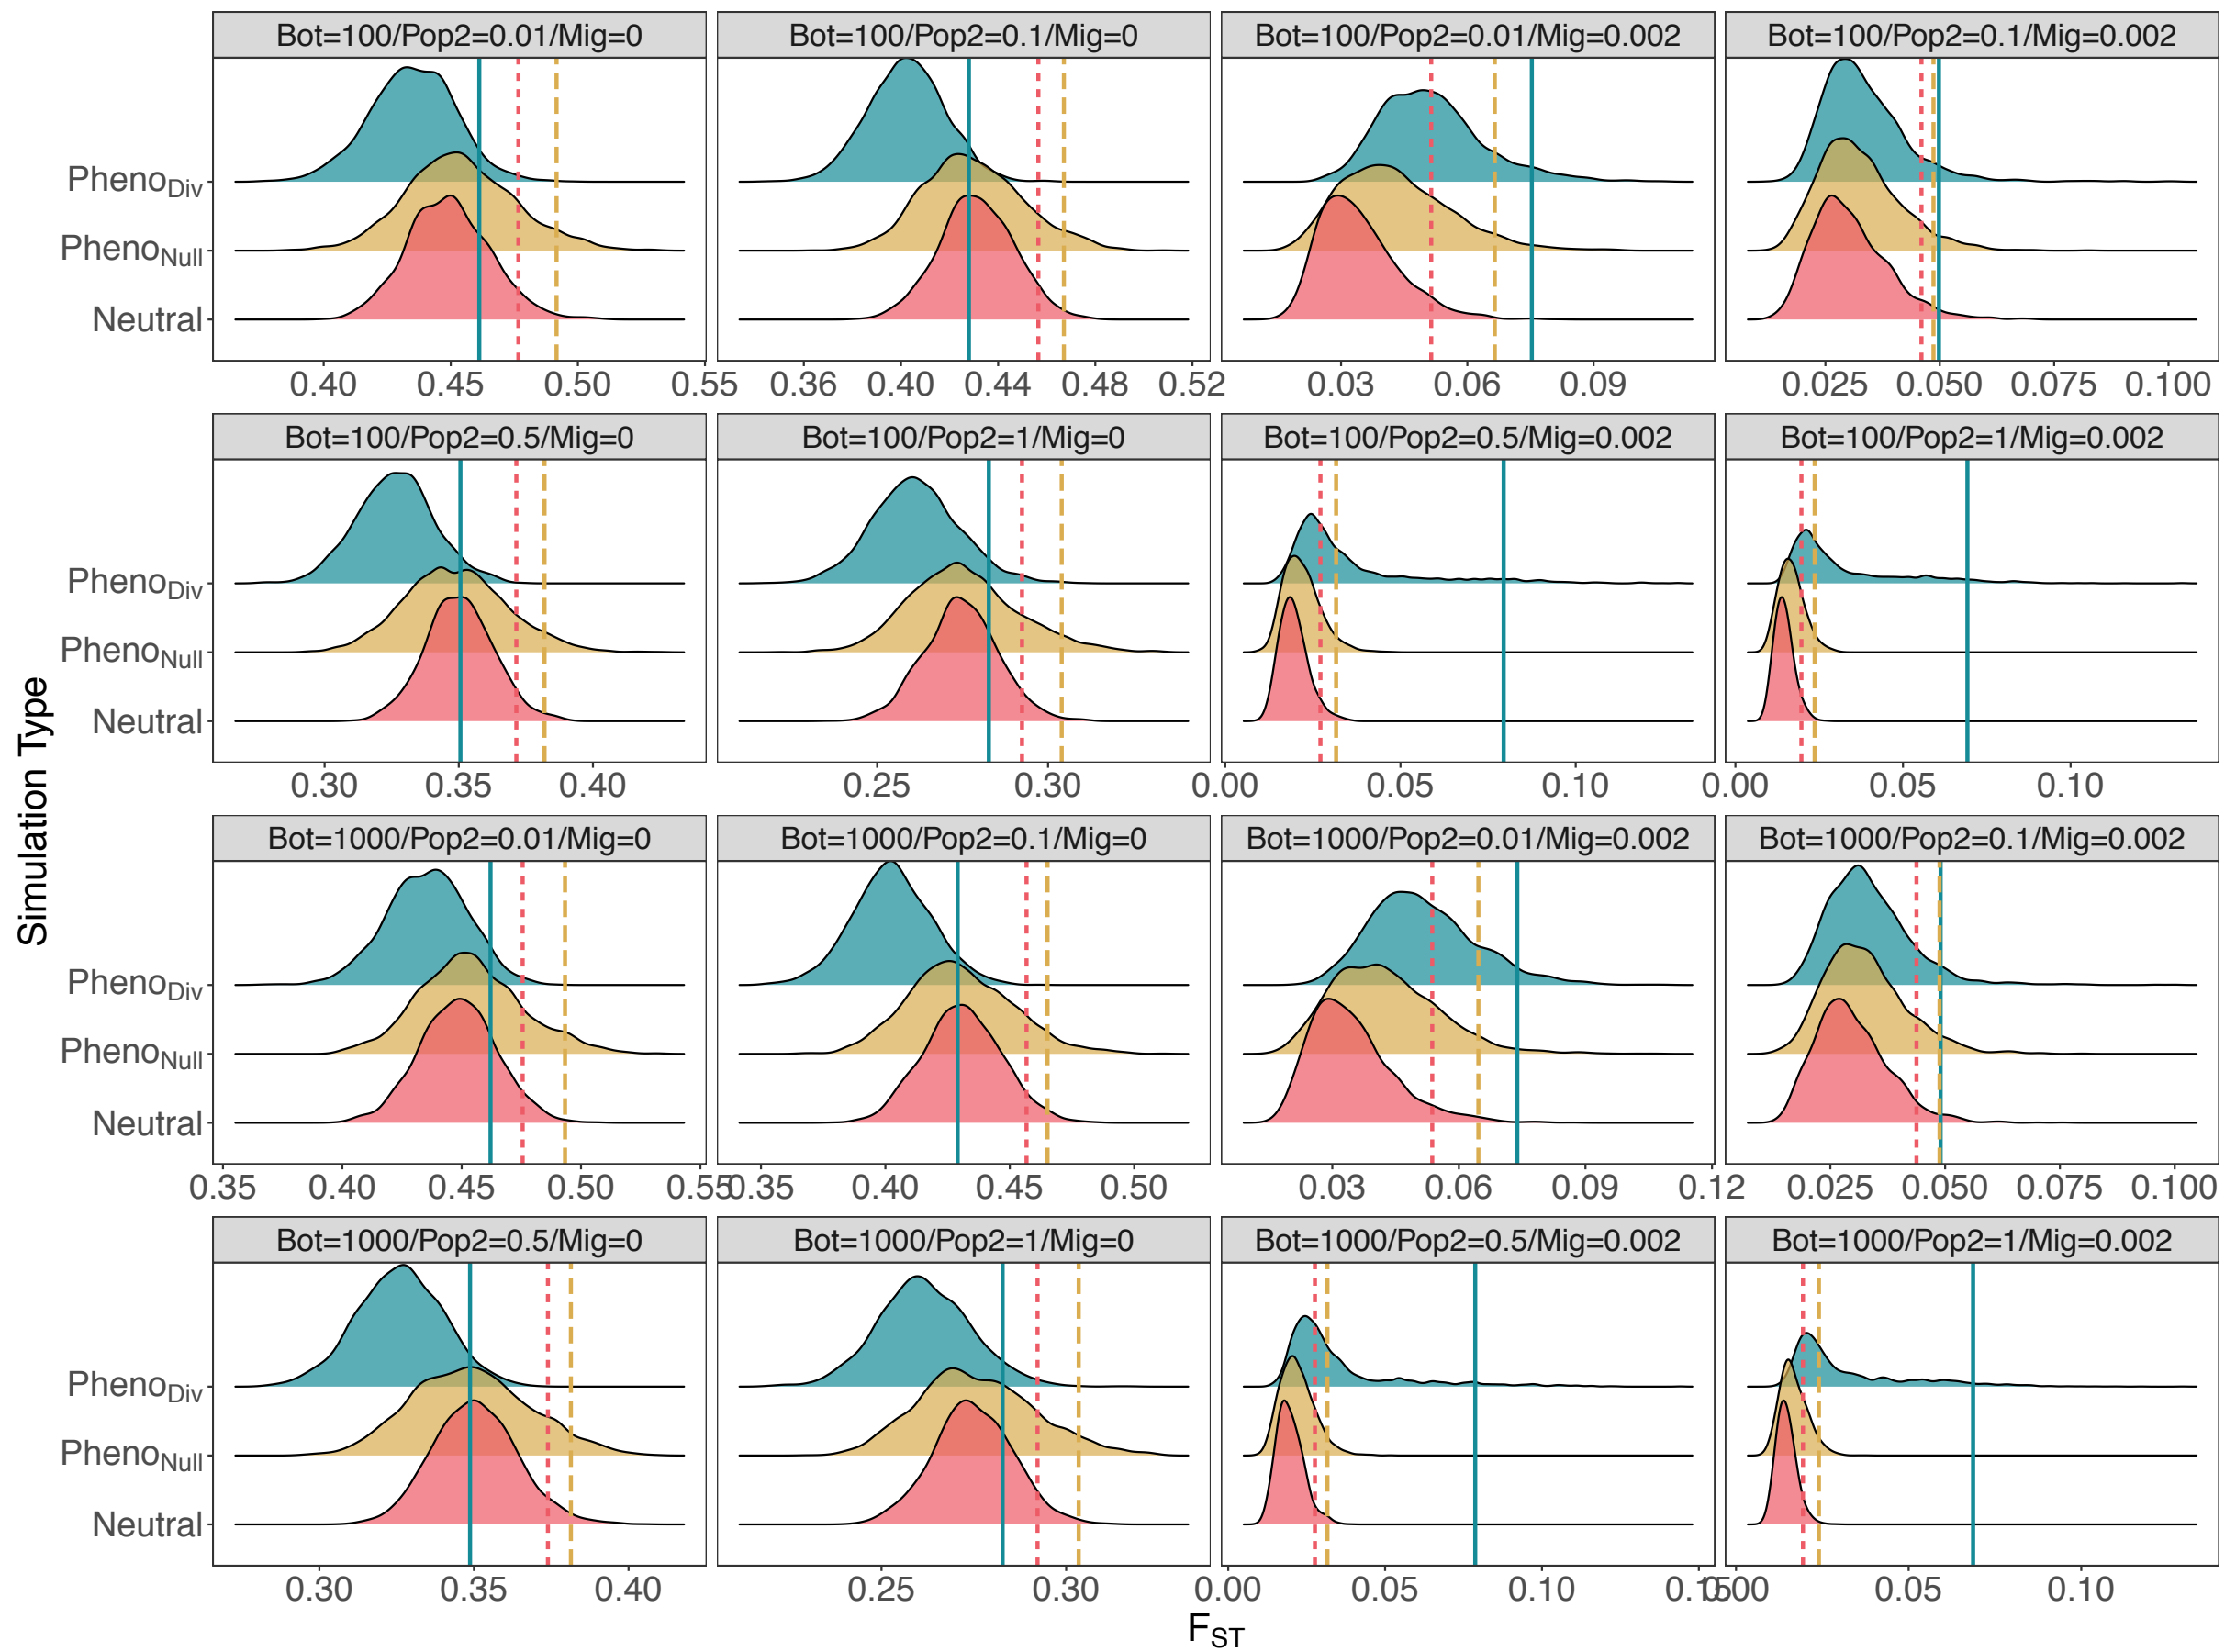 Bot=100/Pop2=0.01/Mig=0
Bot=100/Pop2=0.1/Mig=0
Bot=100/Pop2=0.01/Mig=0.002
Bot=100/Pop2=0.1/Mig=0.002
PhenoDiv
PhenoNull
Neutral
0.40 0.45 0.50 0.55
0.36 0.40 0.44 0.48 0.52
0.03 0.06 0.09
0.025 0.050 0.075 0.100
Bot=100/Pop2=0.5/Mig=0
Bot=100/Pop2=1/Mig=0
Bot=100/Pop2=0.5/Mig=0.002
Bot=100/Pop2=1/Mig=0.002
PhenoDiv
PhenoNull
Neutral
0.30 0.35 0.40
0.25 0.30
0.00 0.05 0.10
0.00 0.05 0.10
Simulation Type
Bot=1000/Pop2=0.01/Mig=0
Bot=1000/Pop2=0.1/Mig=0
Bot=1000/Pop2=0.01/Mig=0.002
Bot=1000/Pop2=0.1/Mig=0.002
PhenoDiv
PhenoNull
Neutral
0.35 0.40 0.45 0.50 0.55
0.35 0.40 0.45 0.50
0.03 0.06 0.09 0.12
0.025 0.050 0.075 0.100
Bot=1000/Pop2=0.5/Mig=0
Bot=1000/Pop2=1/Mig=0
Bot=1000/Pop2=0.5/Mig=0.002
Bot=1000/Pop2=1/Mig=0.002
PhenoDiv
PhenoNull
Neutral
0.30 0.35 0.40
0.25 0.30
0.00 0.05 0.10 0.15
0.00 0.05 0.10
FST